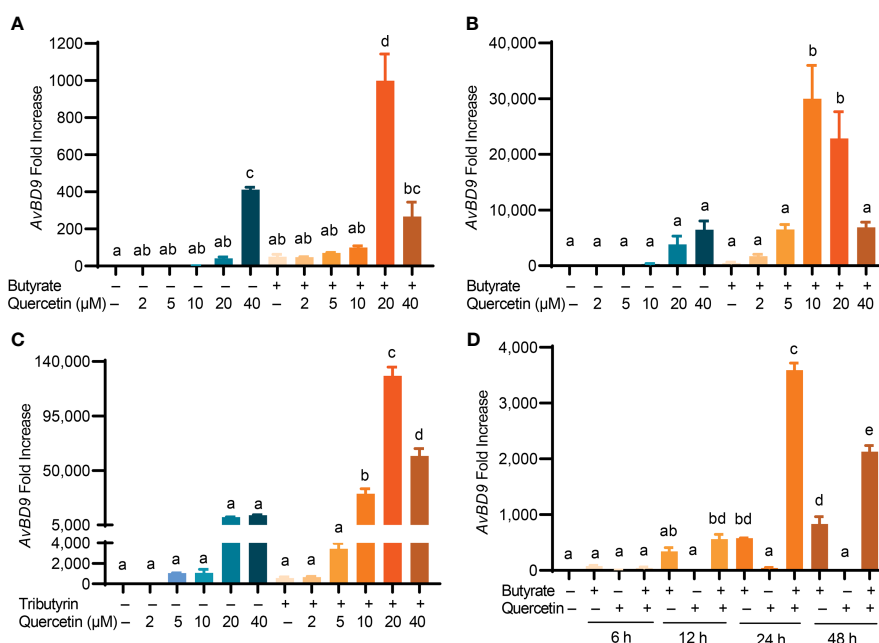 A
AvBD9 Fold Increase
1200
1000
800
600
400
200
0
a ab ab ab ab c ab ab ab ab d bc
Butyrate – – – – – – + + + + + +
Quercetin (µM) – 2 5 10 20 40 – 2 5 10 20 40
B
AvBD9 Fold Increase
40,000
30,000
20,000
10,000
0
a a a a a a a a a b b a
Butyrate – – – – – – + + + + + +
Quercetin (µM) – 2 5 10 20 40 – 2 5 10 20 40
C
AvBD9 Fold Increase
140,000
95,000
50,000
5,000
4,000
2,000
0
a a a a a a a a a b c d
Tributyrin – – – – – – + + + + + +
Quercetin (µM) – 2 5 10 20 40 – 2 5 10 20 40
D
AvBD9 Fold Increase
4,000
3,000
2,000
1,000
0
a a a a ab a bd bd a c d a e
Butyrate – + – + + – + + – + + – +
Quercetin – – + + – + + – + + – + +
6 h 12 h 24 h 48 h